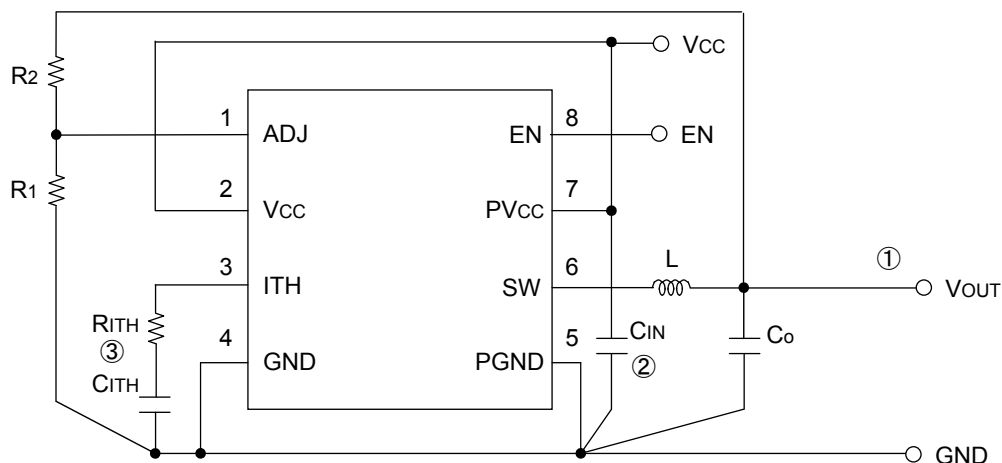 VCC
R2
1
ADJ
EN
8
EN
R1
2
VCC
PVCC
7
3
ITH
SW
6
L
①
VOUT
RITH
③
CITH
4
GND
PGND
5
CIN
②
Co
GND